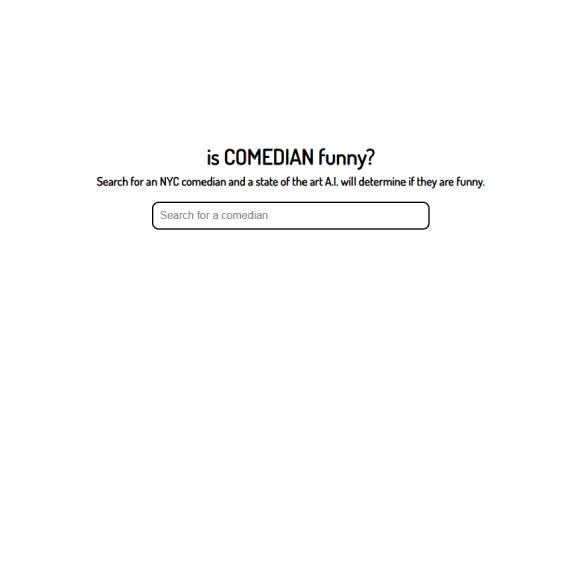 is COMEDIAN funny?
Search for an NYC comedian and a state of the art A.I. will determine if they are funny.
Search for a comedian